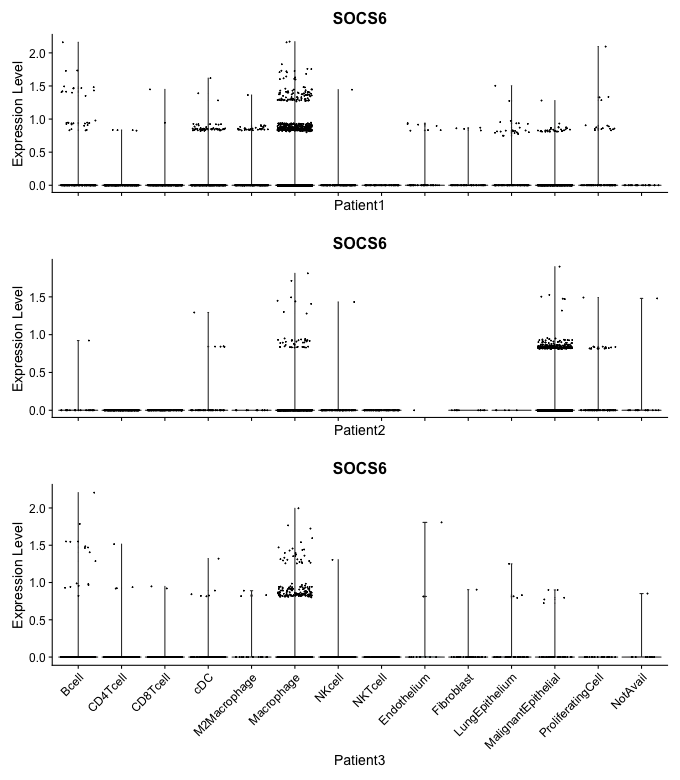 SOCS6
Expression Level
2.0
1.5
1.0
0.5
0.0
Patient1
SOCS6
Expression Level
1.5
1.0
0.5
0.0
Patient2
SOCS6
Expression Level
2.0
1.5
1.0
0.5
0.0
Bcell
CD4Tcell
CD8Tcell
cDC
M2Macrophage
Macrophage
NKcell
NKTcell
Endothelium
Fibroblast
LungEpithelium
MalignantEpithelial
ProliferatingCell
NotAvail
Patient3